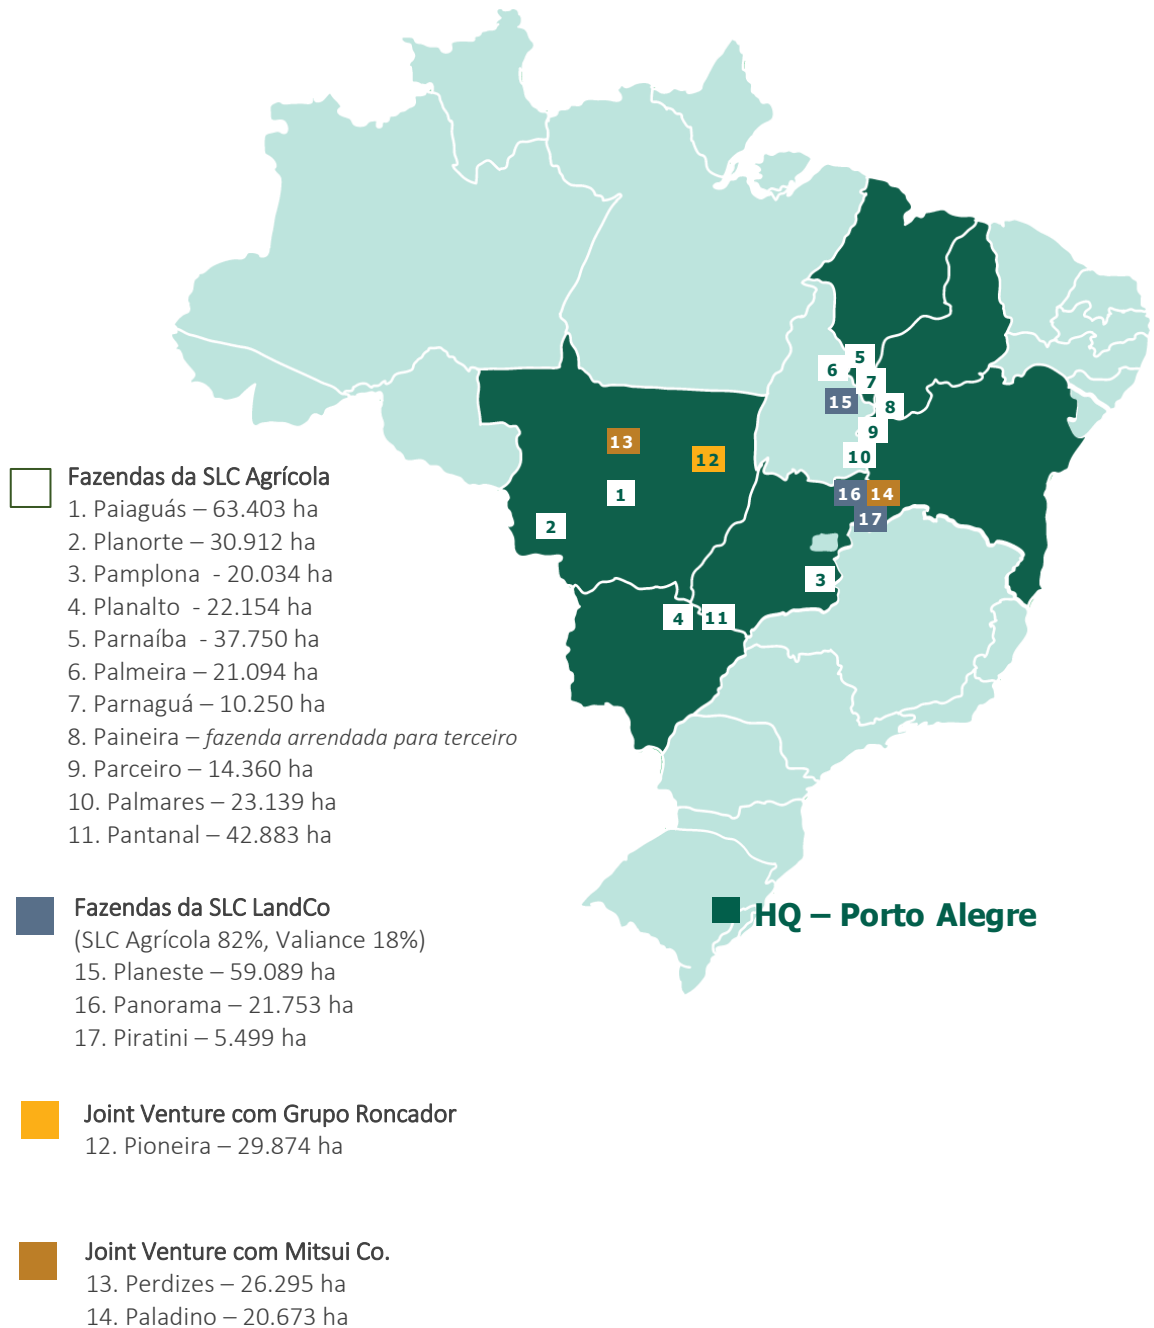 5
6
7
15
8
9
13
12
10
1
16 14
2
17
3
4 11
Fazendas da SLC Agrícola
1. Paiaguás – 63.403 ha
2. Planorte – 30.912 ha
3. Pamplona - 20.034 ha
4. Planalto - 22.154 ha
5. Parnaíba - 37.750 ha
6. Palmeira – 21.094 ha
7. Parnaguá – 10.250 ha
8. Paineira – fazenda arrendada para terceiro
9. Parceiro – 14.360 ha
10. Palmares – 23.139 ha
11. Pantanal – 42.883 ha
HQ – Porto Alegre
Fazendas da SLC LandCo
(SLC Agrícola 82%, Valiance 18%)
15. Planeste – 59.089 ha
16. Panorama – 21.753 ha
17. Piratini – 5.499 ha
Joint Venture com Grupo Roncador
12. Pioneira – 29.874 ha
Joint Venture com Mitsui Co.
13. Perdizes – 26.295 ha
14. Paladino – 20.673 ha